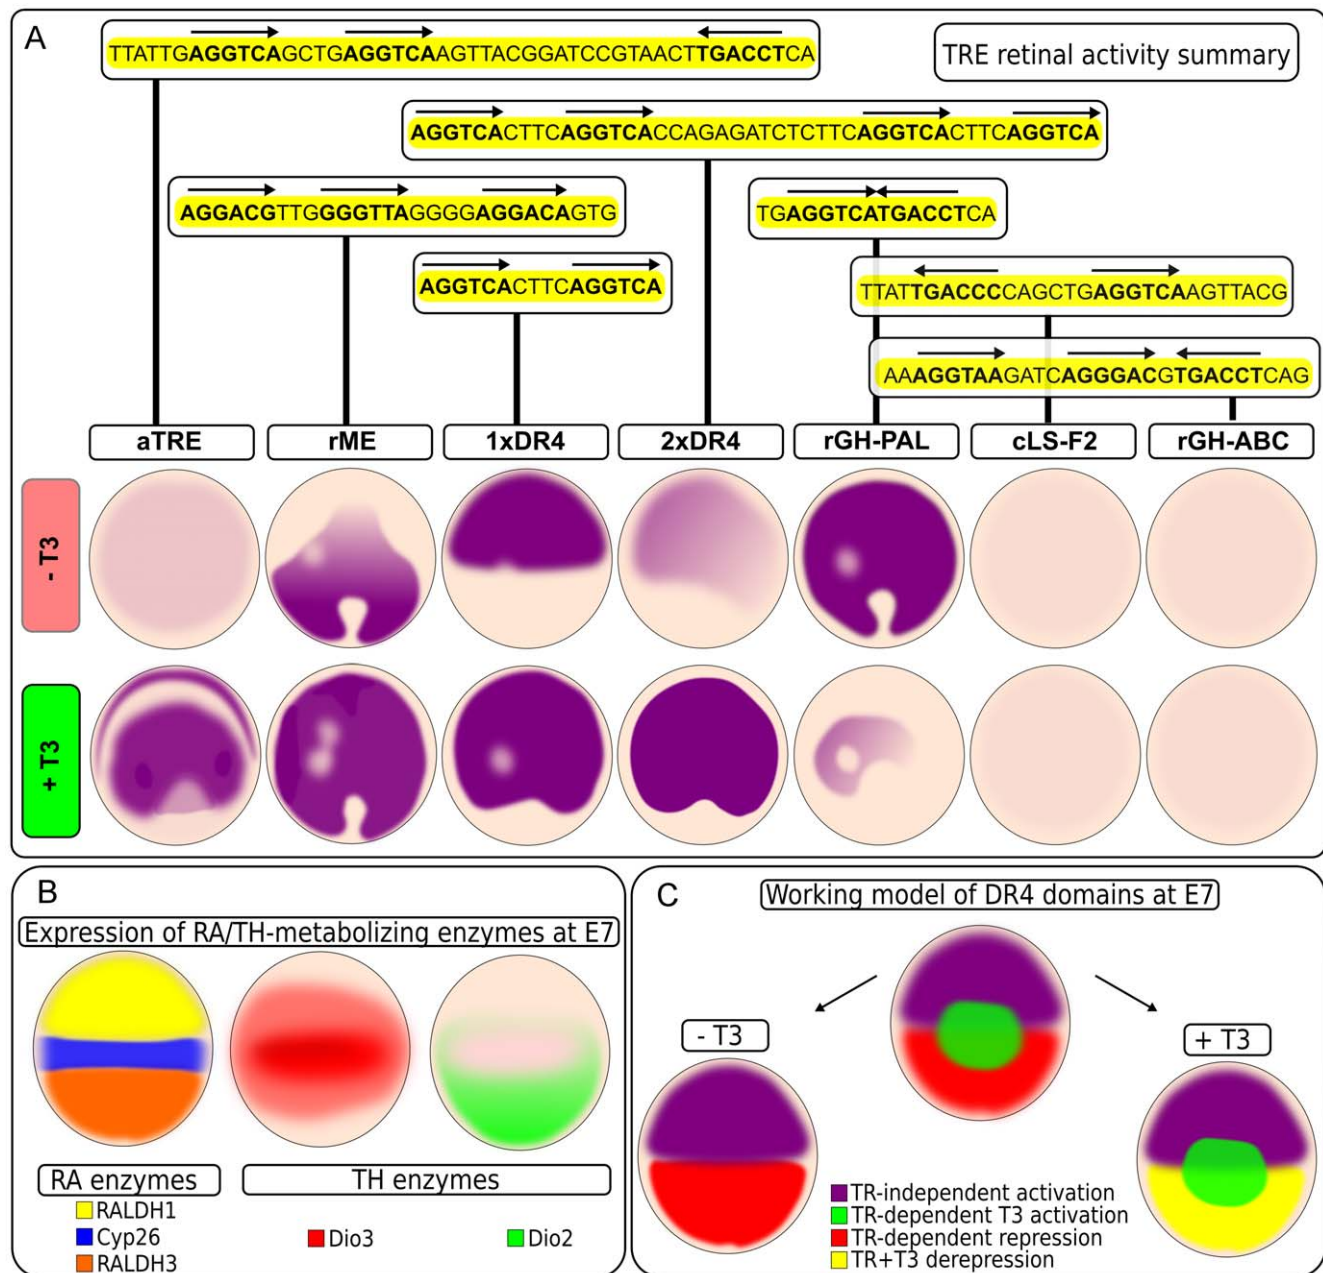 A
TTATTGAGGTCAGCTGAGGTCAAGTTACGGATCCGTAACTTGACCTCA
TRE retinal activity summary
AGGTCACTTCAGGTCACCAGAGATCTCTTCAGGTCACTTCAGGTCA
AGGACGTTGGGGTTAGGGGAGGACAGTG
TGAGGTCATGACCTCA
AGGTCACTTCAGGTCA
TTATTGACCCCAGCTGAGGTCAAGTTACG
AAAGGTAAGATCAGGGACGTGACCTCAG
aTRE rME 1xDR4 2xDR4 rGH-PAL cLS-F2 rGH-ABC
- T3
+ T3
B
Expression of RA/TH-metabolizing enzymes at E7
RA enzymes TH enzymes
RALDH1
Cyp26 Dio3 Dio2
RALDH3
C
Working model of DR4 domains at E7
- T3 + T3
TR-independent activation
TR-dependent T3 activation
TR-dependent repression
TR+T3 derepression